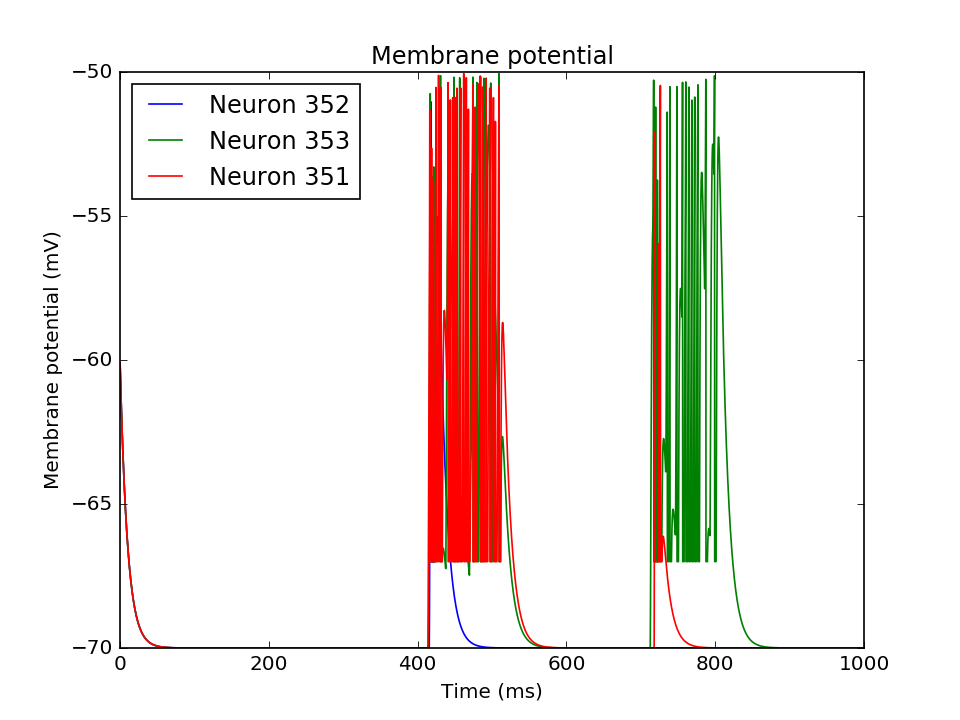 Membrane potential
Neuron 352
Neuron 353
Neuron 351
Membrane potential (mV)
−50
−55
−60
−65
−70
0 200 400 600 800 1000
Time (ms)